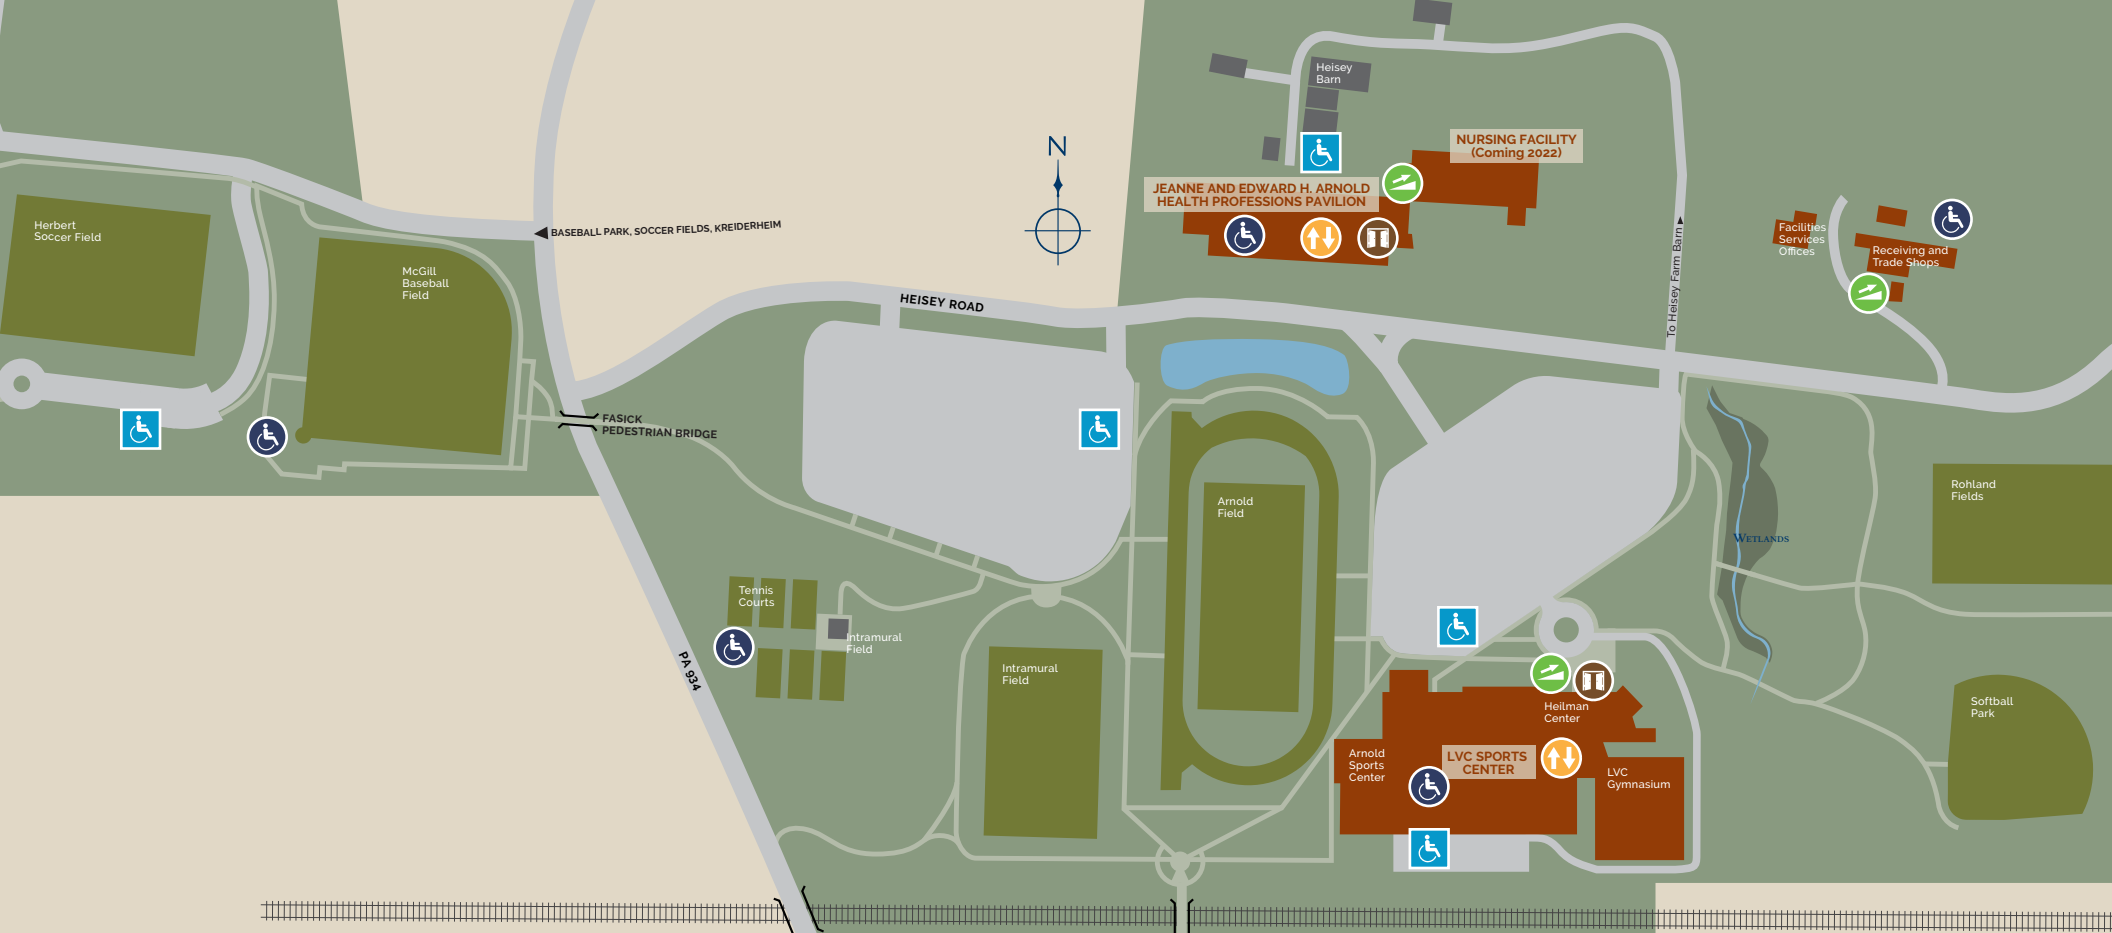 Heisey
Barn
NURSING FACILITY
(Coming 2022)
N
JEANNE AND EDWARD H. ARNOLD
HEALTH PROFESSIONS PAVILION
Herbert
Soccer Field
BASEBALL PARK, SOCCER FIELDS, KREIDERHEIM
Facilities
Services
Offices
Receiving and
Trade Shops
McGill
Baseball
Field
To Heisey Farm Barn
HEISEY ROAD
FASICK
PEDESTRIAN BRIDGE
Arnold
Field
Rohland
Fields
WETLANDS
Tennis
Courts
Intramural
Field
PA 934
Intramural
Field
Heilman
Center
Softball
Park
Arnold
Sports
Center
LVC SPORTS
CENTER
LVC
Gymnasium